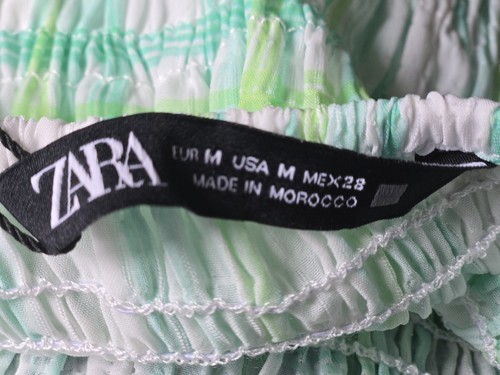 ZARA
EUR M USA M MEX 28
MADE IN MOROCCO